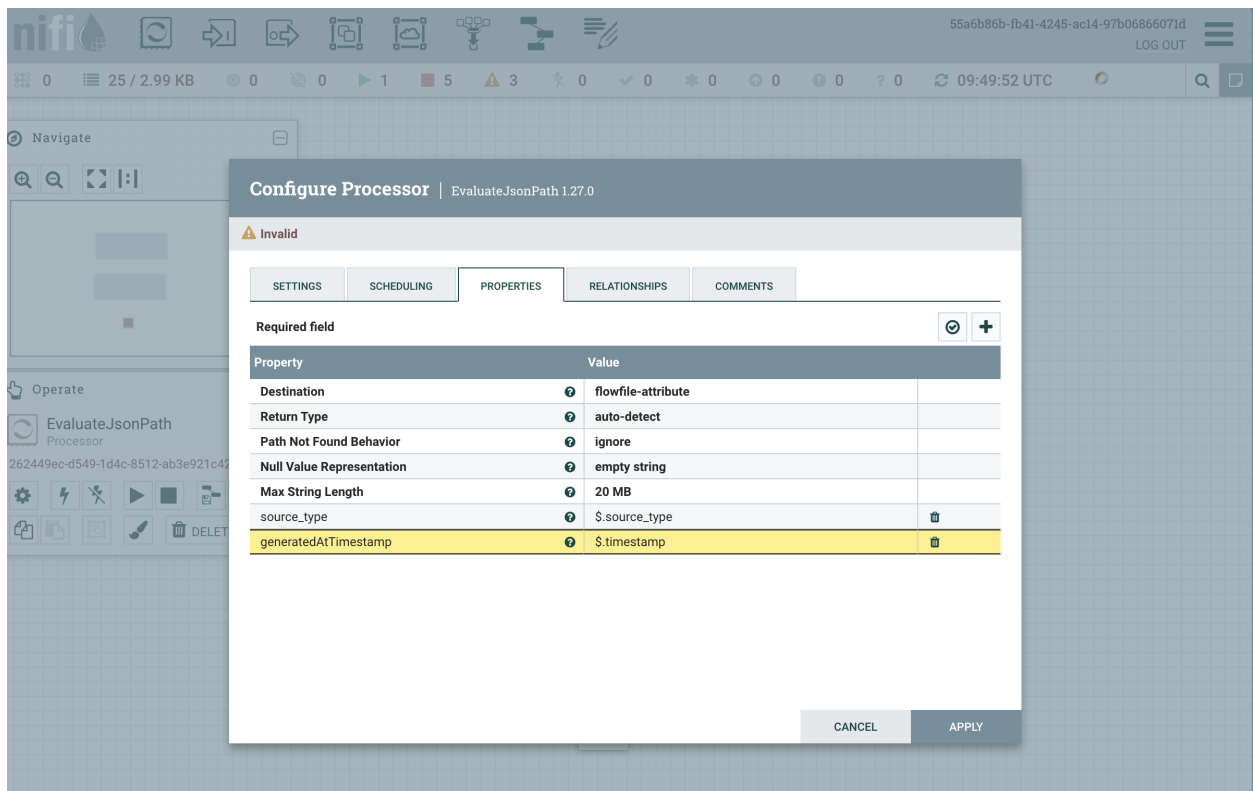 nifi
55a6b86b-fb41-4245-ac14-97b06866071d
LOG OUT
0 25 / 2.99 KB 0 0 1 5 3 0 0 0 0 0 ? 0 09:49:52 UTC
Navigate
Configure Processor | EvaluateJsonPath 1.27.0
Invalid
SETTINGS SCHEDULING PROPERTIES RELATIONSHIPS COMMENTS
Required field
Property Value
Destination flowfile-attribute
Return Type auto-detect
Path Not Found Behavior ignore
Null Value Representation empty string
Max String Length 20 MB
source_type $.source_type
generatedAtTimestamp $.timestamp
Operate
EvaluateJsonPath
Processor
262449ec-d549-1d4c-8512-ab3e921c42
DELET
CANCEL APPLY